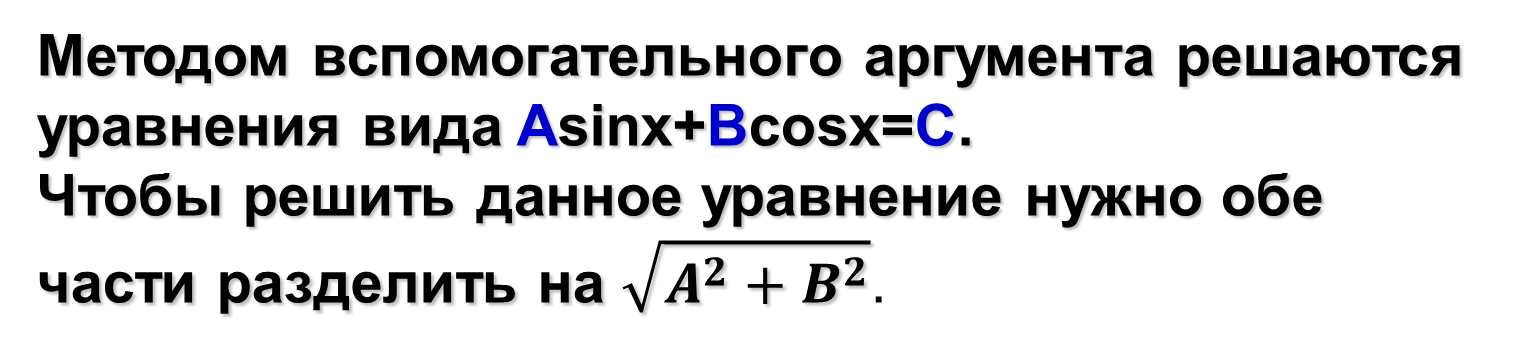 Методом вспомогательного аргумента решаются
уравнения вида Asinx+Bcosx=C.
Чтобы решить данное уравнение нужно обе
части разделить на √A² + B².